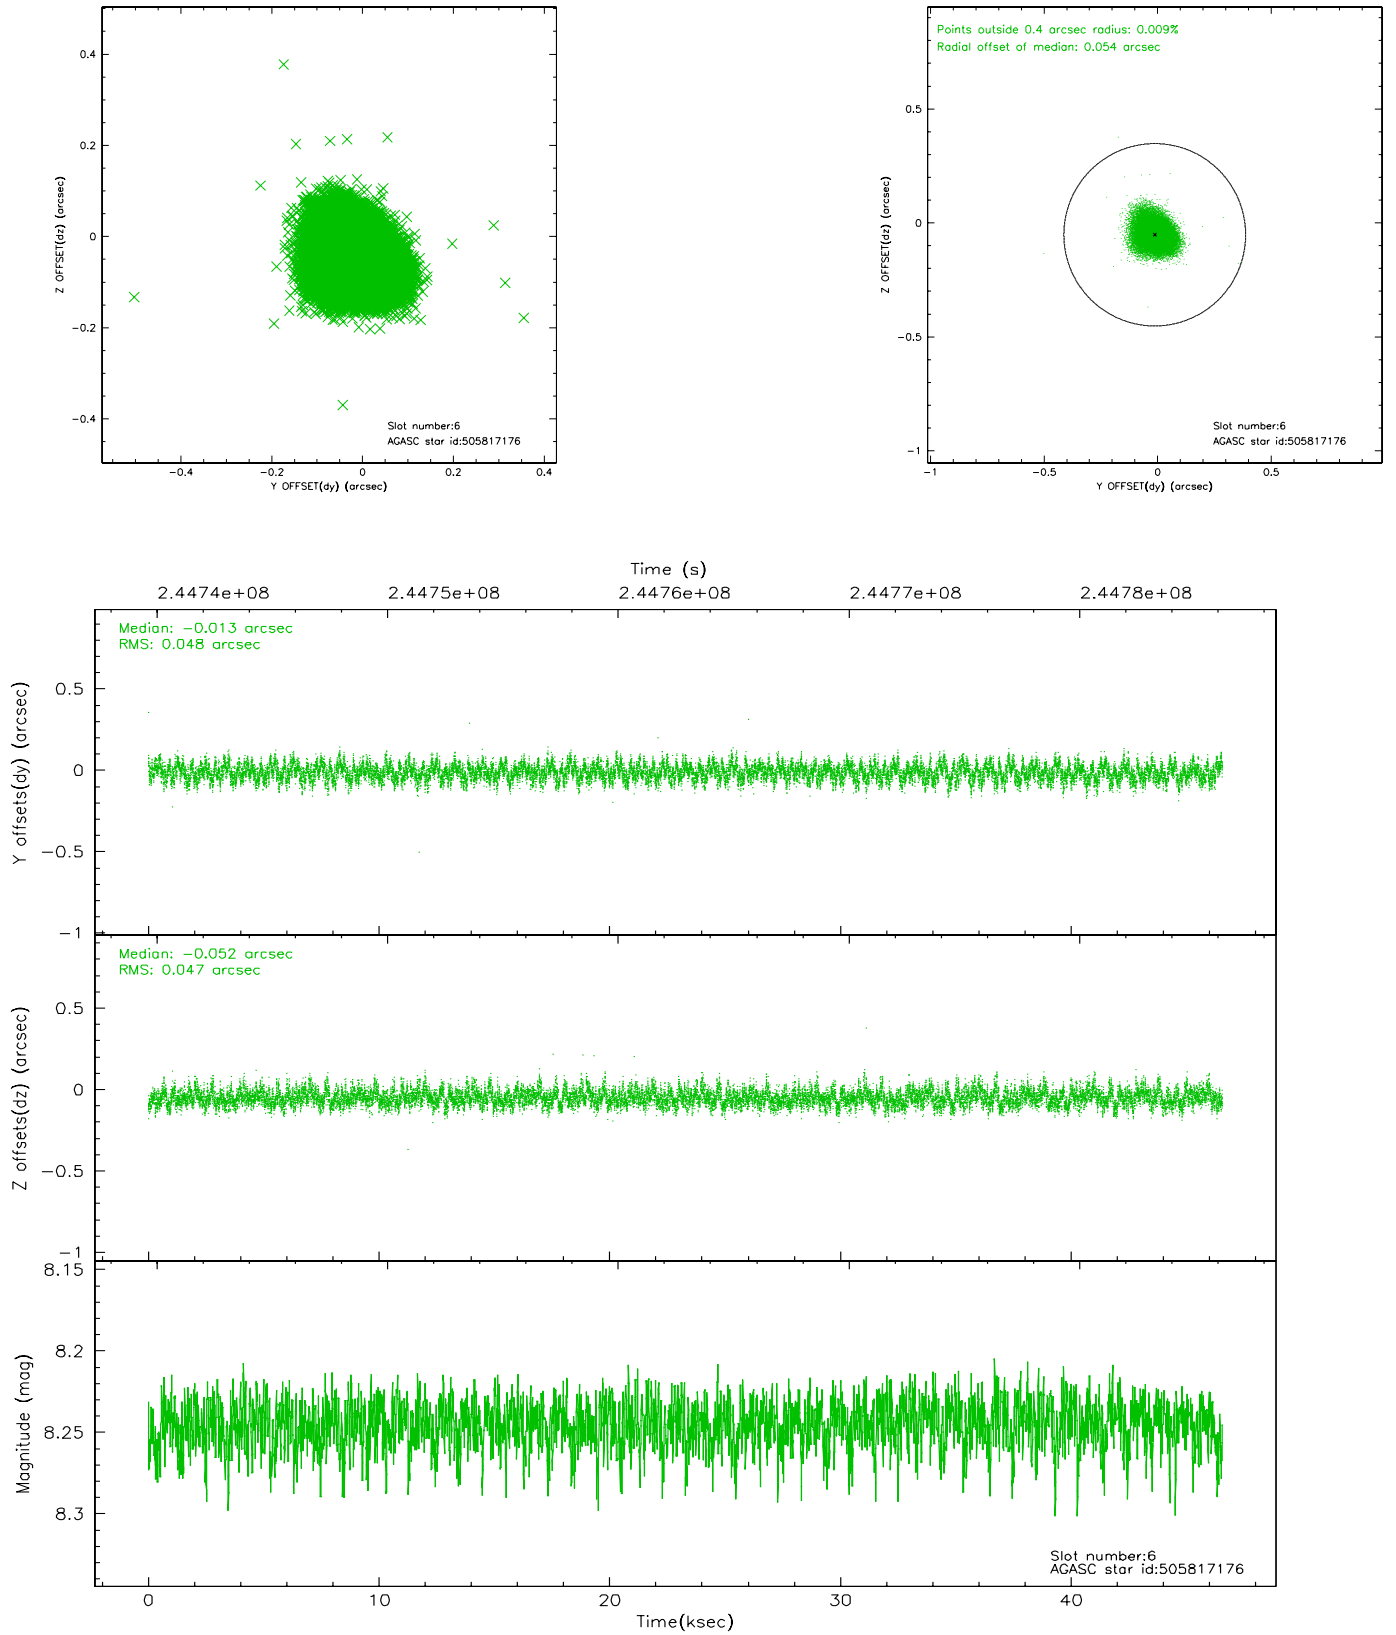 0.4
0.2
0
−0.2
−0.4
Z OFFSET(dz) (arcsec)
−0.4
−0.2
0
0.2
0.4
Y OFFSET(dy) (arcsec)
Slot number:6
AGASC star id:505817176
Points outside 0.4 arcsec radius: 0.009%
Radial offset of median: 0.054 arcsec
0.5
0
−0.5
−1
Z OFFSET(dz) (arcsec)
−1
−0.5
0
0.5
Y OFFSET(dy) (arcsec)
Slot number:6
AGASC star id:505817176
Time (s)
2.4474e+08
2.4475e+08
2.4476e+08
2.4477e+08
2.4478e+08
Median: −0.013 arcsec
RMS: 0.048 arcsec
0.5
0
−0.5
−1
Y offsets(dy) (arcsec)
Median: −0.052 arcsec
RMS: 0.047 arcsec
0.5
0
−0.5
−1
Z offsets(dz) (arcsec)
8.15
8.2
8.25
8.3
Magnitude (mag)
Slot number:6
AGASC star id:505817176
0
10
20
30
40
Time(ksec)